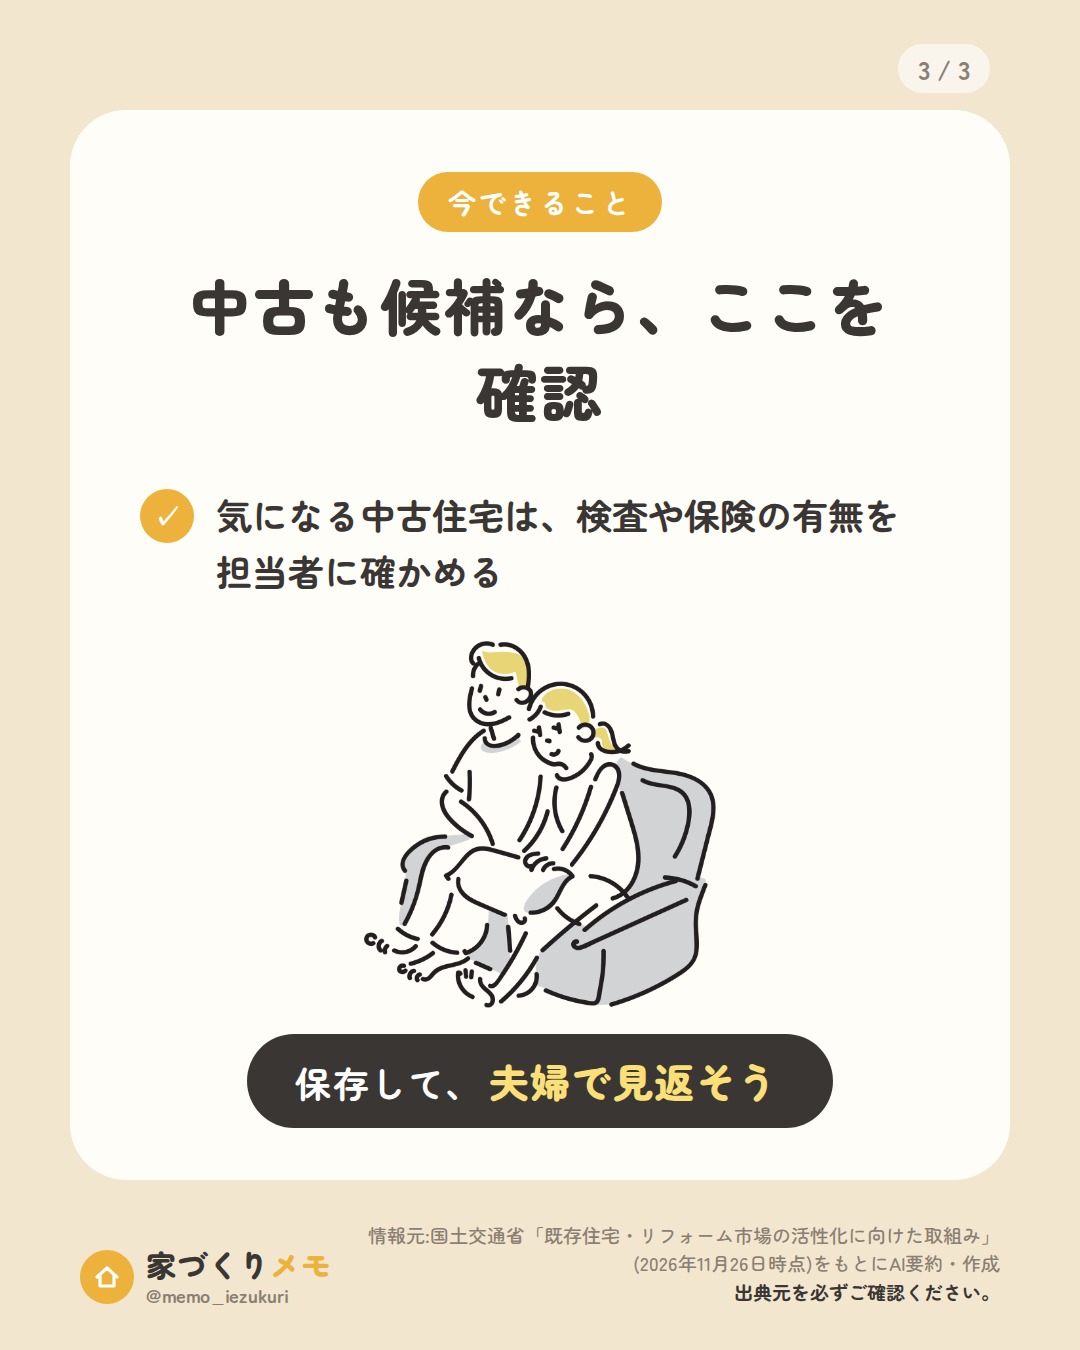 3 / 3
今できること
中古も候補なら、ここを
確認
✓ 気になる中古住宅は、検査や保険の有無を
担当者に確かめる
保存して、夫婦で見返そう
家づくりメモ
@memo_iezukuri
情報元:国土交通省「既存住宅・リフォーム市場の活性化に向けた取組み」
(2026年11月26日時点)をもとにAI要約・作成
出典元を必ずご確認ください。